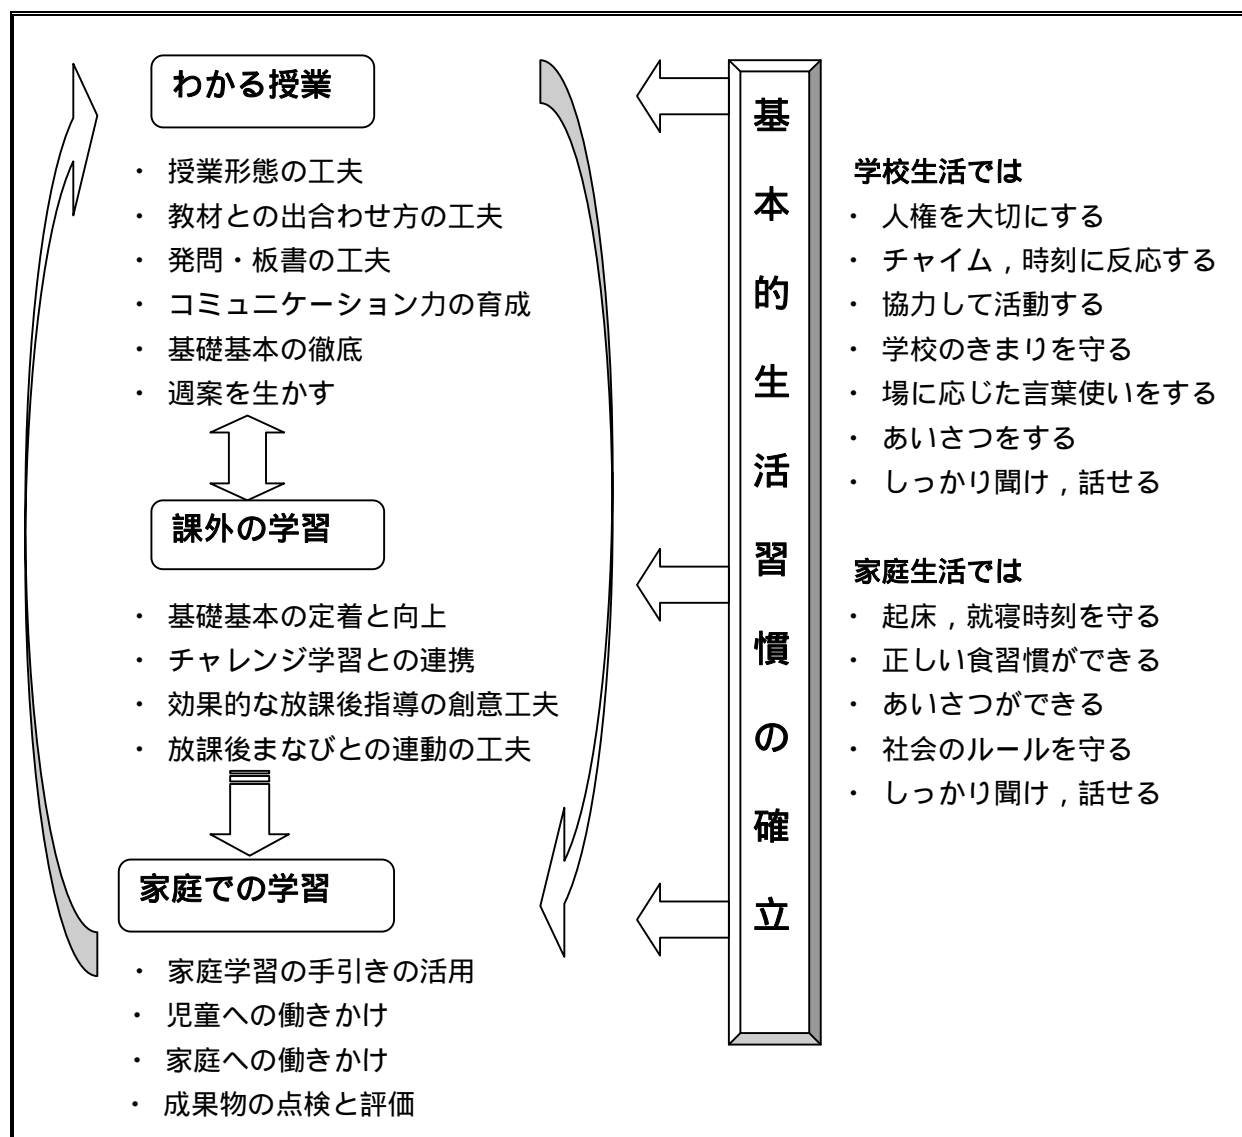 わかる授業
・ 授業形態の工夫
・ 教材との出合わせ方の工夫
・ 発問・板書の工夫
・ コミュニケーション力の育成
・ 基礎基本の徹底
・ 週案を生かす
課外の学習
・ 基礎基本の定着と向上
・ チャレンジ学習との連携
・ 効果的な放課後指導の創意工夫
・ 放課後まなびとの連動の工夫
家庭での学習
・ 家庭学習の手引きの活用
・ 児童への働きかけ
・ 家庭への働きかけ
・ 成果物の点検と評価
基本的生活習慣の確立
学校生活では
・ 人権を大切にする
・ チャイム，時刻に反応する
・ 協力して活動する
・ 学校のきまりを守る
・ 場に応じた言葉使いをする
・ あいさつをする
・ しっかり聞け，話せる
家庭生活では
・ 起床，就寝時刻を守る
・ 正しい食習慣ができる
・ あいさつができる
・ 社会のルールを守る
・ しっかり聞け，話せる